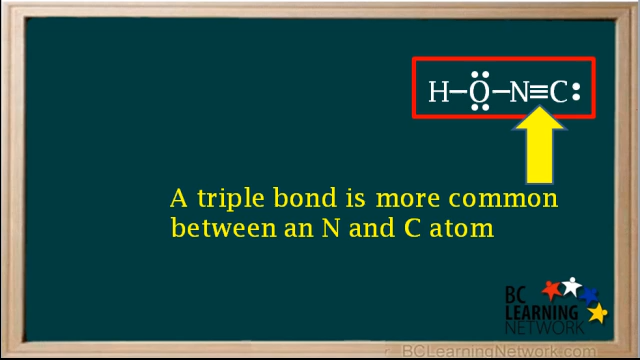 H−Ö̤−N≡C:
A triple bond is more common
between an N and C atom
BC
LEARNING
NETWORK
BCLearningNetwork.com